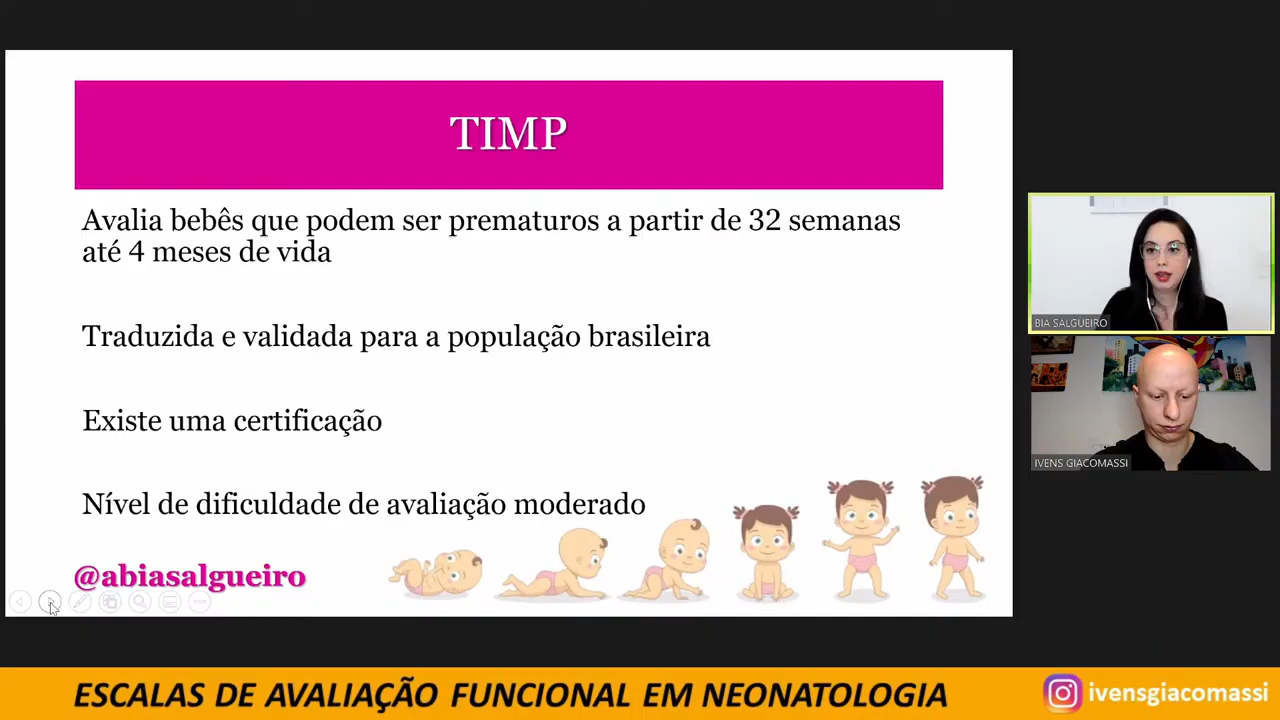 TIMP
Avalia bebês que podem ser prematuros a partir de 32 semanas
até 4 meses de vida
Traduzida e validada para a população brasileira
Existe uma certificação
Nível de dificuldade de avaliação moderado
@abiasalgueiro
BIA SALGUEIRO
IVENS GIACOMASSI
ESCALAS DE AVALIAÇÃO FUNCIONAL EM NEONATOLOGIA
ivensgiacomassi